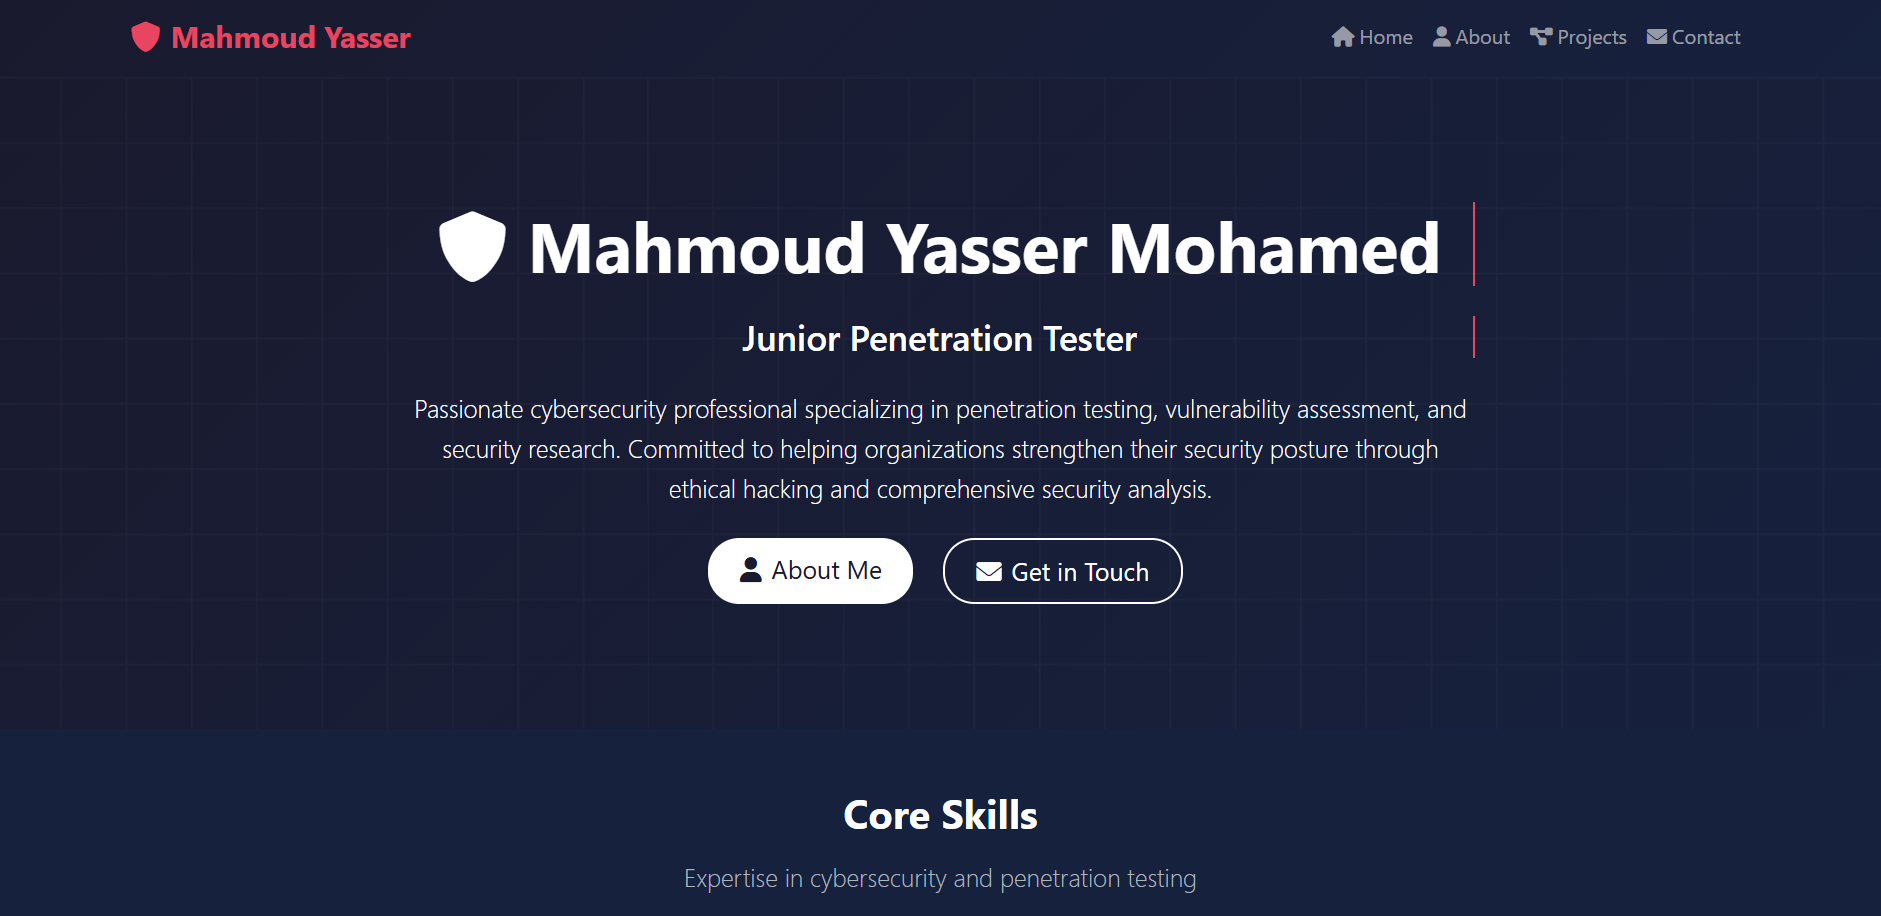 Mahmoud Yasser
Home About Projects Contact
Mahmoud Yasser Mohamed
Junior Penetration Tester
Passionate cybersecurity professional specializing in penetration testing, vulnerability assessment, and
security research. Committed to helping organizations strengthen their security posture through
ethical hacking and comprehensive security analysis.
About Me
Get in Touch
Core Skills
Expertise in cybersecurity and penetration testing